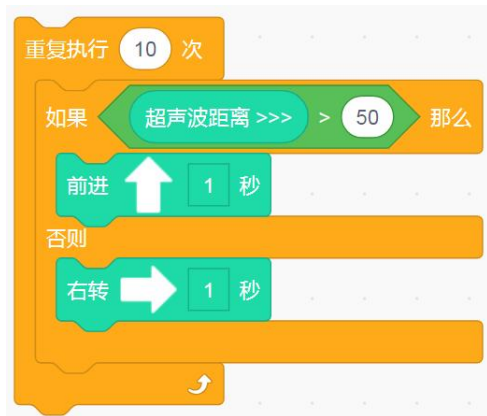 重复执行 10 次
如果 超声波距离 >>> > 50 那么
前进 1 秒
否则
右转 1 秒